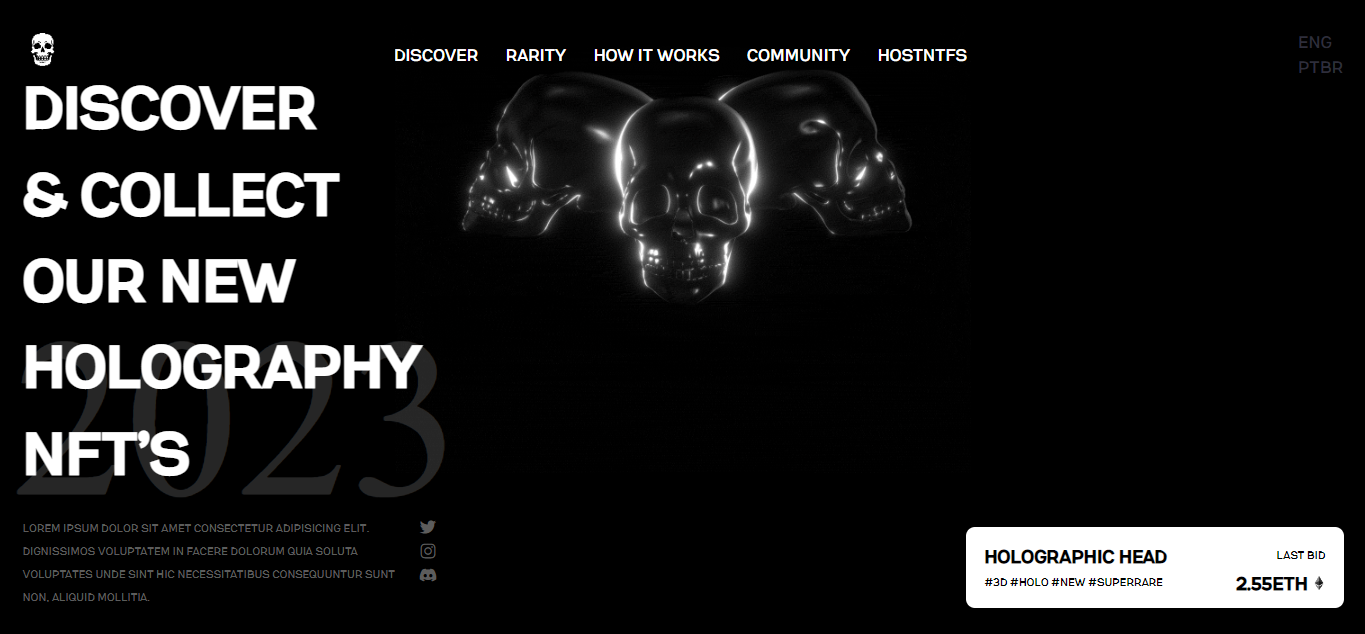 DISCOVER RARITY HOW IT WORKS COMMUNITY HOSTNTFS
ENG
PTBR
DISCOVER
& COLLECT
OUR NEW
HOLOGRAPHY
NFT’S
2023
LOREM IPSUM DOLOR SIT AMET CONSECTETUR ADIPISICING ELIT.
DIGNISSIMOS VOLUPTATEM IN FACERE DOLORUM QUIA SOLUTA
VOLUPTATES UNDE SINT HIC NECESSITATIBUS CONSEQUUNTUR SUNT
NON, ALIQUID MOLLITIA.
HOLOGRAPHIC HEAD
#3D #HOLO #NEW #SUPERRARE
LAST BID
2.55ETH